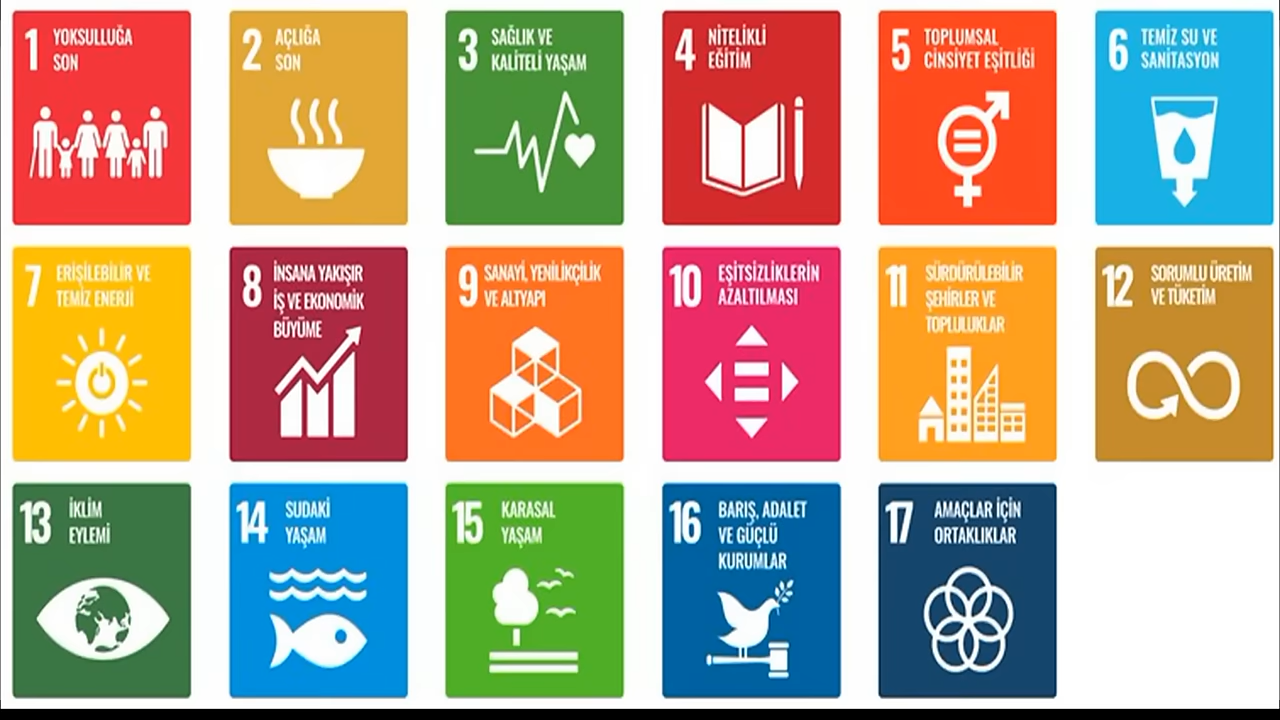 1 YOKSULLUĞA
SON
2 AÇLIĞA
SON
3 SAĞLIK VE
KALİTELİ YAŞAM
4 NİTELİKLİ
EĞİTİM
5 TOPLUMSAL
CİNSİYET EŞİTLİĞİ
6 TEMİZ SU VE
SANİTASYON
7 ERİŞİLEBİLİR VE
TEMİZ ENERJİ
8 İNSANA YAKIŞIR
İŞ VE EKONOMİK
BÜYÜME
9 SANAYİ, YENİLİKÇİLİK
VE ALTYAPI
10 EŞİTSİZLİKLERİN
AZALTILMASI
11 SÜRDÜRÜLEBİLİR
ŞEHİRLER VE
TOPLULUKLAR
12 SORUMLU ÜRETİM
VE TÜKETİM
13 İKLİM
EYLEMİ
14 SUDAKİ
YAŞAM
15 KARASAL
YAŞAM
16 BARIŞ, ADALET
VE GÜÇLÜ
KURUMLAR
17 AMAÇLAR İÇİN
ORTAKLIKLAR